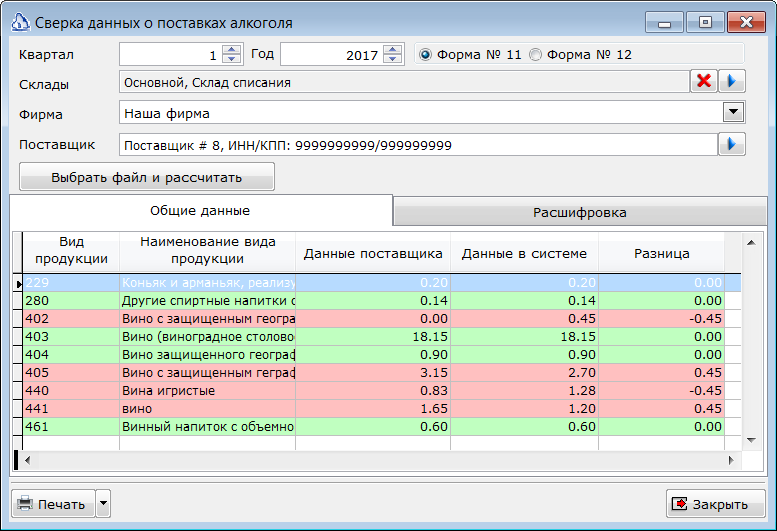 Сверка данных о поставках алкоголя
Квартал 1 Год 2017 Форма № 11 Форма № 12
Склады Основной, Склад списания
Фирма Наша фирма
Поставщик Поставщик # 8, ИНН/КПП: 9999999999/999999999
Выбрать файл и рассчитать
Общие данные Расшифровка
Вид продукции Наименование вида продукции Данные поставщика Данные в системе Разница
229 Коньяк и арманьяк, реализу 0.20 0.20 0.00
280 Другие спиртные напитки с 0.14 0.14 0.00
402 Вино с защищенным геогра 0.00 0.45 -0.45
403 Вино (виноградное столово 18.15 18.15 0.00
404 Вино защищенного географ 0.90 0.90 0.00
405 Вино с защищенным геграф 3.15 2.70 0.45
440 Вина игристые 0.83 1.28 -0.45
441 вино 1.65 1.20 0.45
461 Винный напиток с объемно 0.60 0.60 0.00
Печать Закрыть